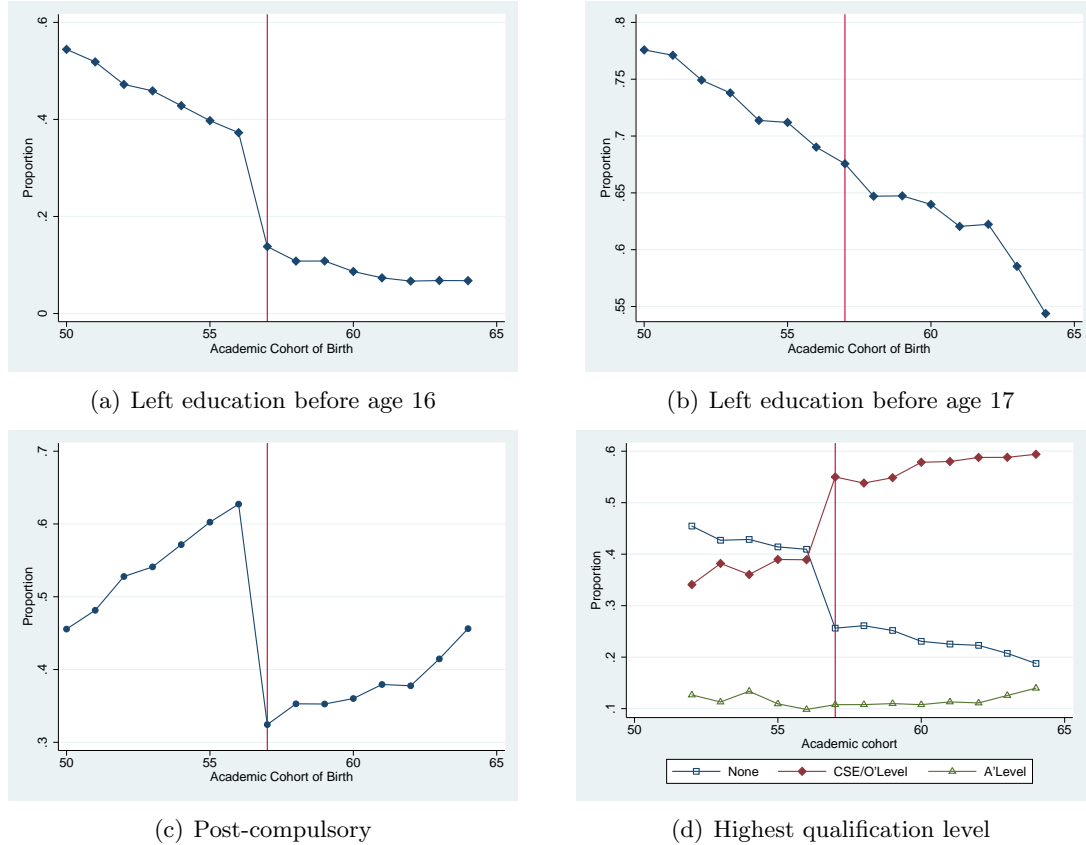 .6
.4
.2
0
Proportion
50 55 60 65
Academic Cohort of Birth
(a) Left education before age 16
.8
.75
.7
.65
.6
.55
Proportion
50 55 60 65
Academic Cohort of Birth
(b) Left education before age 17
.7
.6
.5
.4
.3
Proportion
50 55 60 65
Academic Cohort of Birth
(c) Post-compulsory
.6
.5
.4
.3
.2
.1
Proportion
50 55 60 65
Academic cohort
None CSE/O'Level A'Level
(d) Highest qualification level